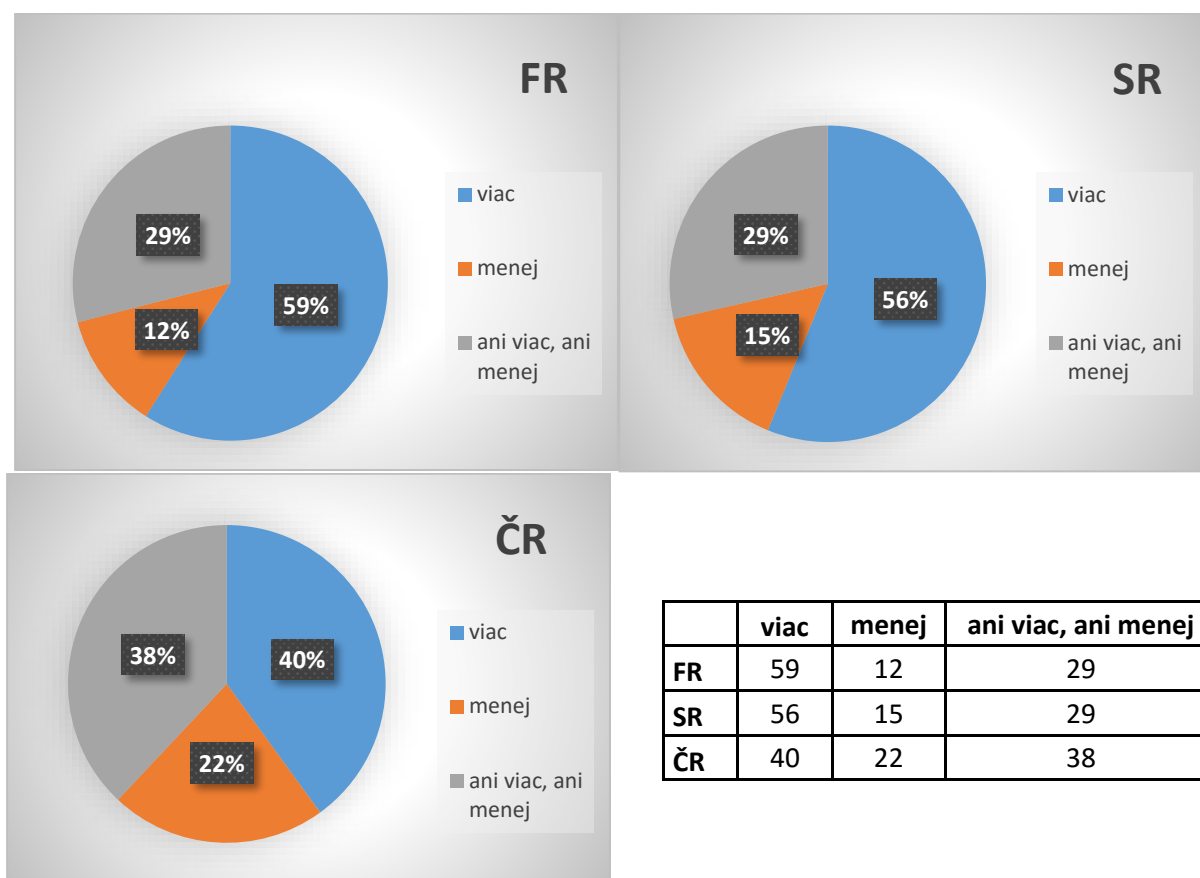 FR
viac
menej
ani viac, ani
menej
29%
12%
59%
SR
viac
menej
ani viac, ani
menej
29%
15%
56%
ČR
viac
menej
ani viac, ani
menej
38%
22%
40%
viac menej ani viac, ani menej
FR 59 12 29
SR 56 15 29
ČR 40 22 38